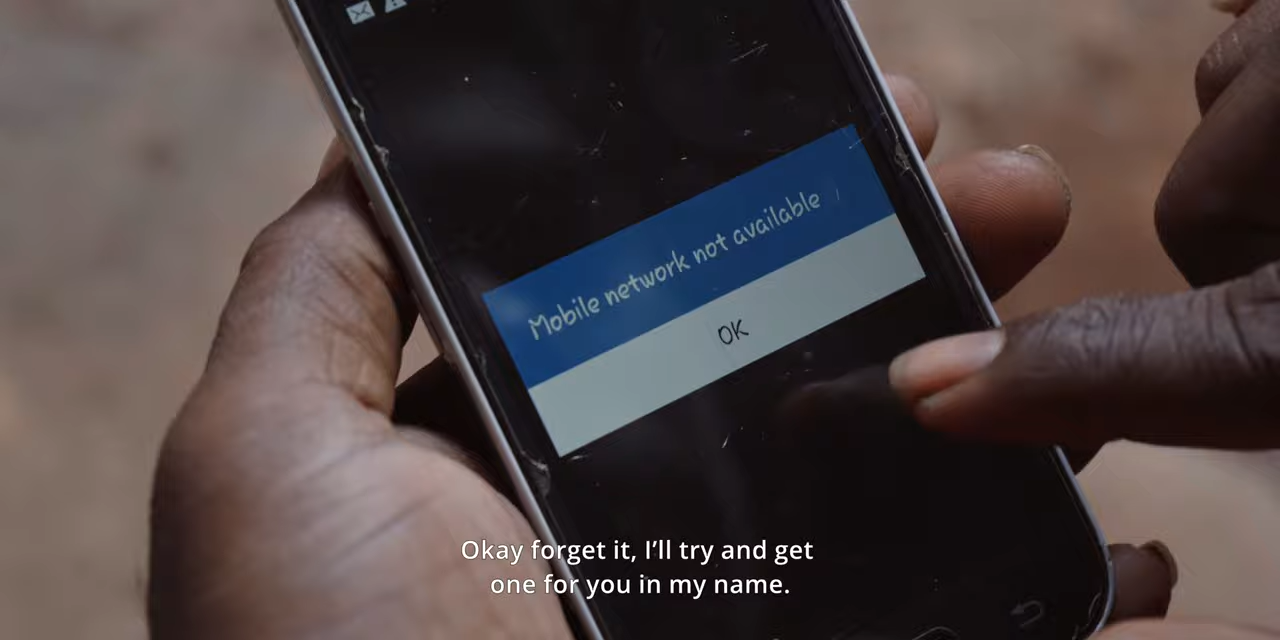 Mobile network not available
OK
Okay forget it, I’ll try and get
one for you in my name.